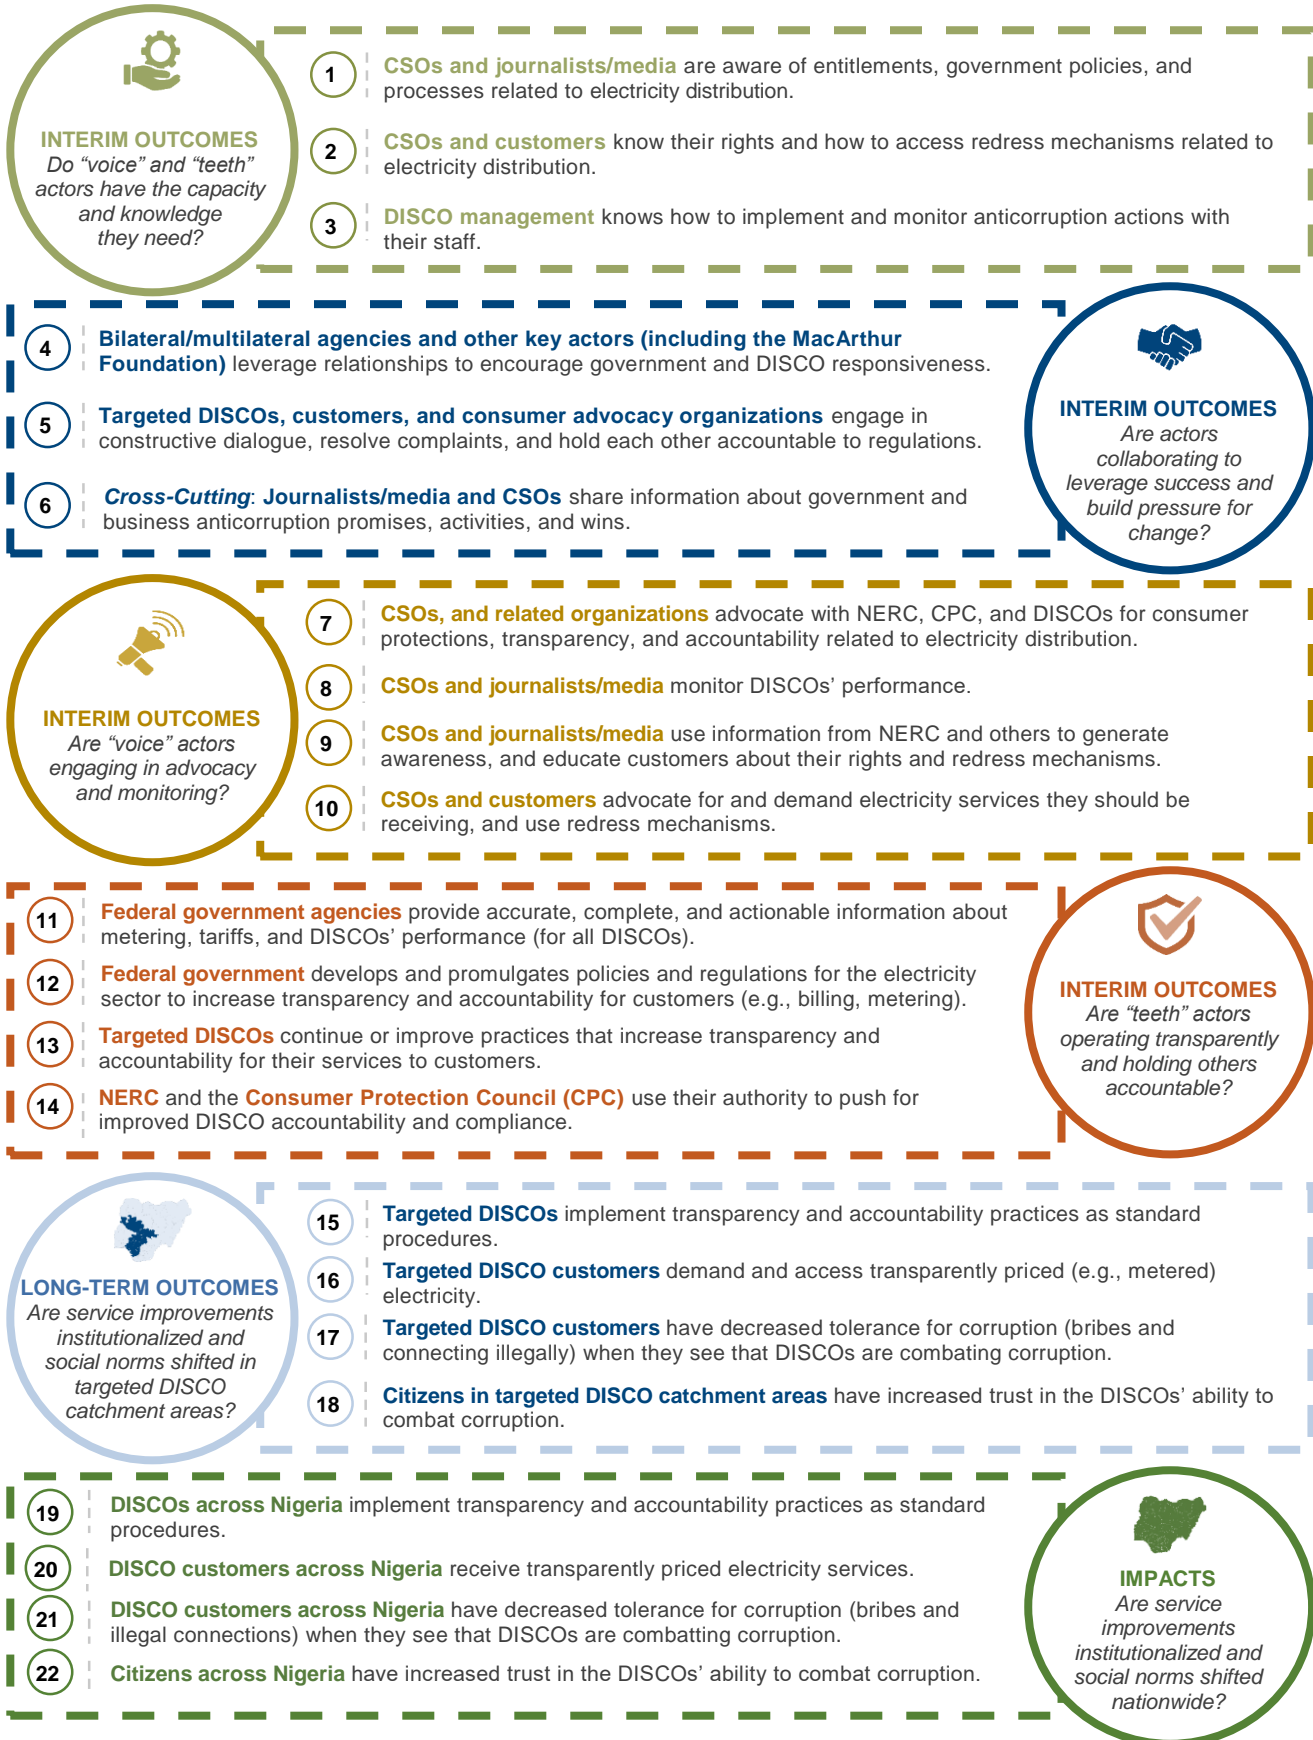 INTERIM OUTCOMES
Do “voice” and “teeth”
actors have the capacity
and knowledge
they need?
1
CSOs and journalists/media are aware of entitlements, government policies, and
processes related to electricity distribution.
2
CSOs and customers know their rights and how to access redress mechanisms related to
electricity distribution.
3
DISCO management knows how to implement and monitor anticorruption actions with
their staff.
4
Bilateral/multilateral agencies and other key actors (including the MacArthur
Foundation) leverage relationships to encourage government and DISCO responsiveness.
5
Targeted DISCOs, customers, and consumer advocacy organizations engage in
constructive dialogue, resolve complaints, and hold each other accountable to regulations.
6
Cross-Cutting: Journalists/media and CSOs share information about government and
business anticorruption promises, activities, and wins.
INTERIM OUTCOMES
Are actors
collaborating to
leverage success and
build pressure for
change?
INTERIM OUTCOMES
Are “voice” actors
engaging in advocacy
and monitoring?
7
CSOs, and related organizations advocate with NERC, CPC, and DISCOs for consumer
protections, transparency, and accountability related to electricity distribution.
8
CSOs and journalists/media monitor DISCOs’ performance.
9
CSOs and journalists/media use information from NERC and others to generate
awareness, and educate customers about their rights and redress mechanisms.
10
CSOs and customers advocate for and demand electricity services they should be
receiving, and use redress mechanisms.
11
Federal government agencies provide accurate, complete, and actionable information about
metering, tariffs, and DISCOs’ performance (for all DISCOs).
12
Federal government develops and promulgates policies and regulations for the electricity
sector to increase transparency and accountability for customers (e.g., billing, metering).
13
Targeted DISCOs continue or improve practices that increase transparency and
accountability for their services to customers.
14
NERC and the Consumer Protection Council (CPC) use their authority to push for
improved DISCO accountability and compliance.
INTERIM OUTCOMES
Are “teeth” actors
operating transparently
and holding others
accountable?
LONG-TERM OUTCOMES
Are service improvements
institutionalized and
social norms shifted in
targeted DISCO
catchment areas?
15
Targeted DISCOs implement transparency and accountability practices as standard
procedures.
16
Targeted DISCO customers demand and access transparently priced (e.g., metered)
electricity.
17
Targeted DISCO customers have decreased tolerance for corruption (bribes and
connecting illegally) when they see that DISCOs are combating corruption.
18
Citizens in targeted DISCO catchment areas have increased trust in the DISCOs’ ability to
combat corruption.
19
DISCOs across Nigeria implement transparency and accountability practices as standard
procedures.
20
DISCO customers across Nigeria receive transparently priced electricity services.
21
DISCO customers across Nigeria have decreased tolerance for corruption (bribes and
illegal connections) when they see that DISCOs are combatting corruption.
22
Citizens across Nigeria have increased trust in the DISCOs’ ability to combat corruption.
IMPACTS
Are service
improvements
institutionalized and
social norms shifted
nationwide?